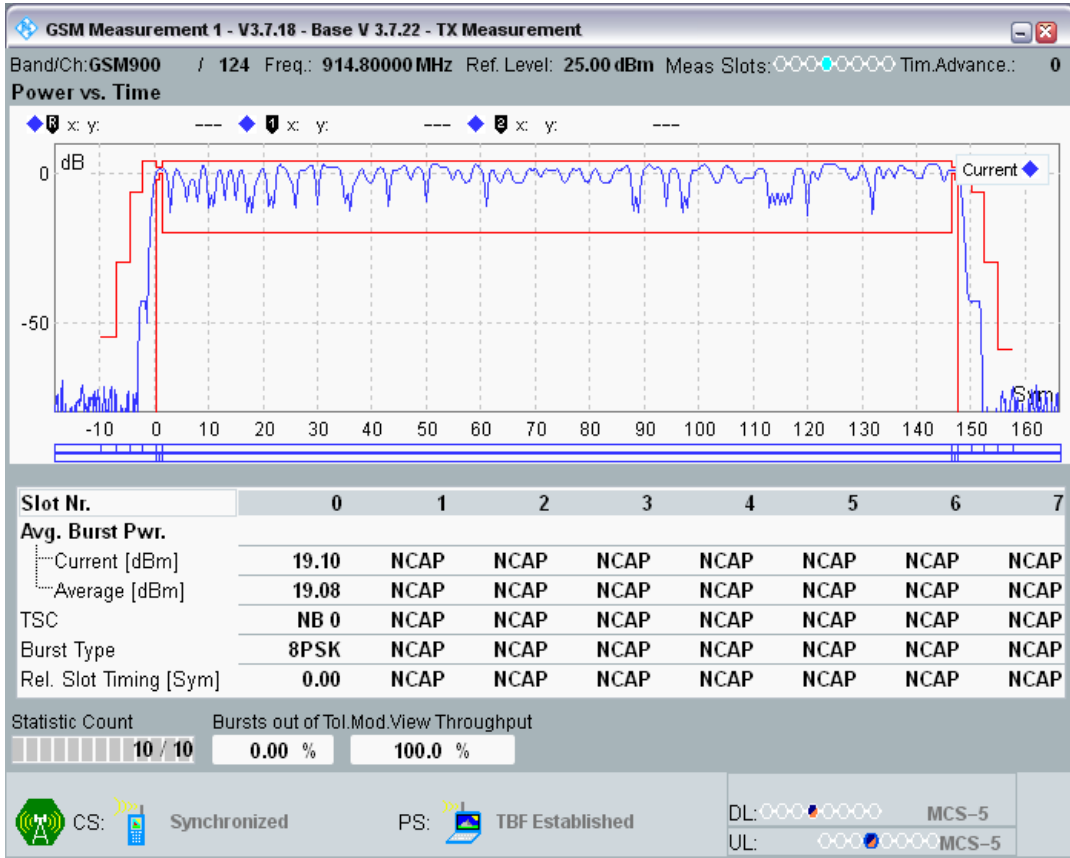 GSM Measurement 1 - V3.7.18 - Base V 3.7.22 - TX Measurement
Band/Ch:GSM900 / 124 Freq.: 914.80000 MHz Ref. Level: 25.00 dBm Meas Slots: Tim.Advance.: 0
Power vs. Time
R x: y: --- 1 x: y: --- 2 x: y: ---
dB
Current
0
-50
Sym
-10 0 10 20 30 40 50 60 70 80 90 100 110 120 130 140 150 160
Slot Nr. 0 1 2 3 4 5 6 7
Avg. Burst Pwr.
Current [dBm] 19.10 NCAP NCAP NCAP NCAP NCAP NCAP NCAP
Average [dBm] 19.08 NCAP NCAP NCAP NCAP NCAP NCAP NCAP
TSC NB 0 NCAP NCAP NCAP NCAP NCAP NCAP NCAP
Burst Type 8PSK NCAP NCAP NCAP NCAP NCAP NCAP NCAP
Rel. Slot Timing [Sym] 0.00 NCAP NCAP NCAP NCAP NCAP NCAP NCAP
Statistic Count Bursts out of Tol.Mod.View Throughput
10 / 10 0.00 % 100.0 %
CS: Synchronized PS: TBF Established DL: MCS-5
UL: MCS-5